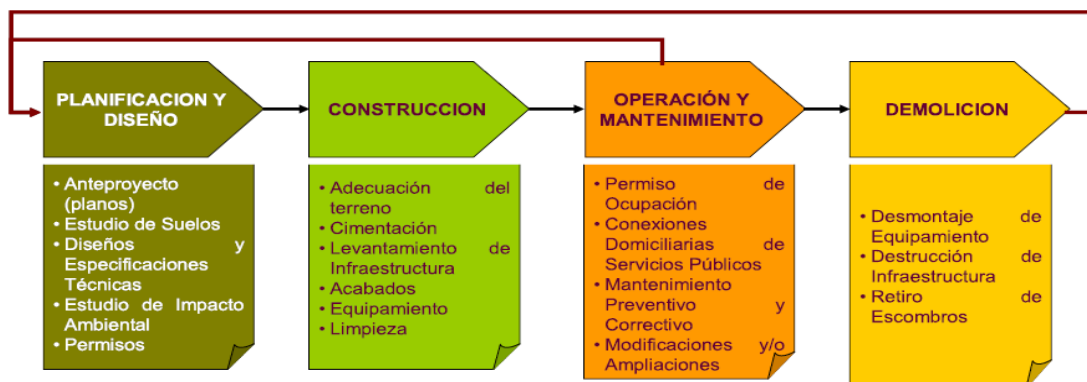 PLANIFICACION Y
DISEÑO
• Anteproyecto
(planos)
• Estudio de Suelos
• Diseños y
Especificaciones
Técnicas
• Estudio de Impacto
Ambiental
• Permisos
CONSTRUCCION
• Adecuación del
terreno
• Cimentación
• Levantamiento de
Infraestructura
• Acabados
• Equipamiento
• Limpieza
OPERACIÓN Y
MANTENIMIENTO
• Permiso de
Ocupación
• Conexiones
Domiciliarias de
Servicios Públicos
• Mantenimiento
Preventivo y
Correctivo
• Modificaciones y/o
Ampliaciones
DEMOLICION
• Desmontaje de
Equipamiento
• Destrucción de
Infraestructura
• Retiro de
Escombros